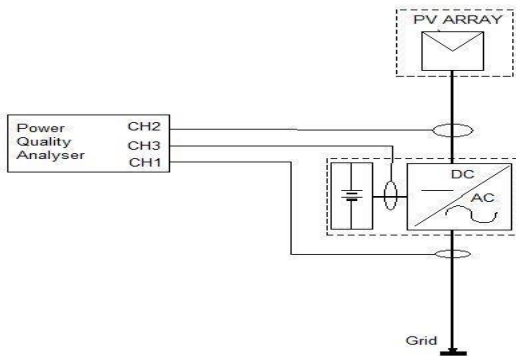 PV ARRAY
Power
Quality
Analyser
CH2
CH3
CH1
DC
AC
Grid